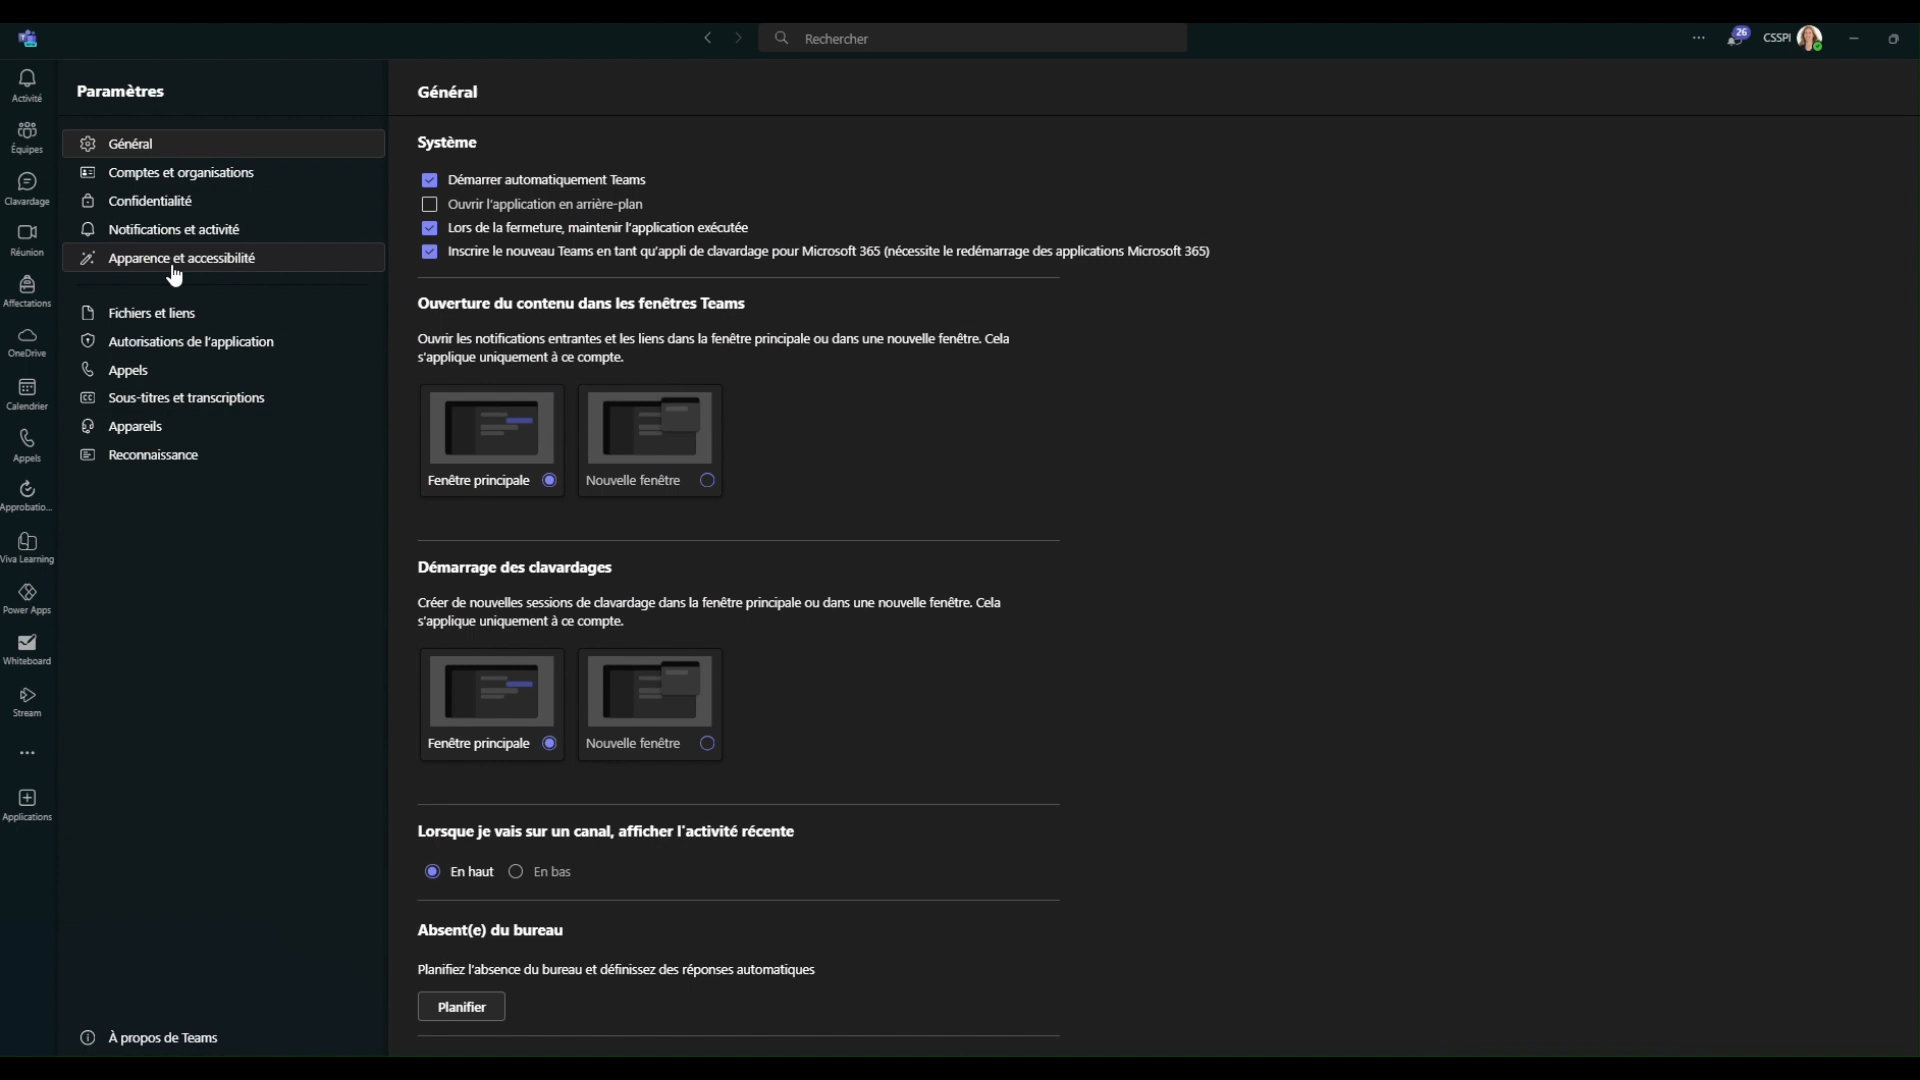 Rechercher
26
CSSPI
Activité
Équipes
Clavardage
Réunion
Affectations
OneDrive
Calendrier
Appels
Approbatio...
Viva Learning
Power Apps
Whiteboard
Stream
Applications
Paramètres
Général
Comptes et organisations
Confidentialité
Notifications et activité
Apparence et accessibilité
Fichiers et liens
Autorisations de l'application
Appels
Sous-titres et transcriptions
Appareils
Reconnaissance
À propos de Teams
Général
Système
Démarrer automatiquement Teams
Ouvrir l'application en arrière-plan
Lors de la fermeture, maintenir l'application exécutée
Inscrire le nouveau Teams en tant qu'appli de clavardage pour Microsoft 365 (nécessite le redémarrage des applications Microsoft 365)
Ouverture du contenu dans les fenêtres Teams
Ouvrir les notifications entrantes et les liens dans la fenêtre principale ou dans une nouvelle fenêtre. Cela
s'applique uniquement à ce compte.
Fenêtre principale
Nouvelle fenêtre
Démarrage des clavardages
Créer de nouvelles sessions de clavardage dans la fenêtre principale ou dans une nouvelle fenêtre. Cela
s'applique uniquement à ce compte.
Fenêtre principale
Nouvelle fenêtre
Lorsque je vais sur un canal, afficher l'activité récente
En haut
En bas
Absent(e) du bureau
Planifiez l'absence du bureau et définissez des réponses automatiques
Planifier